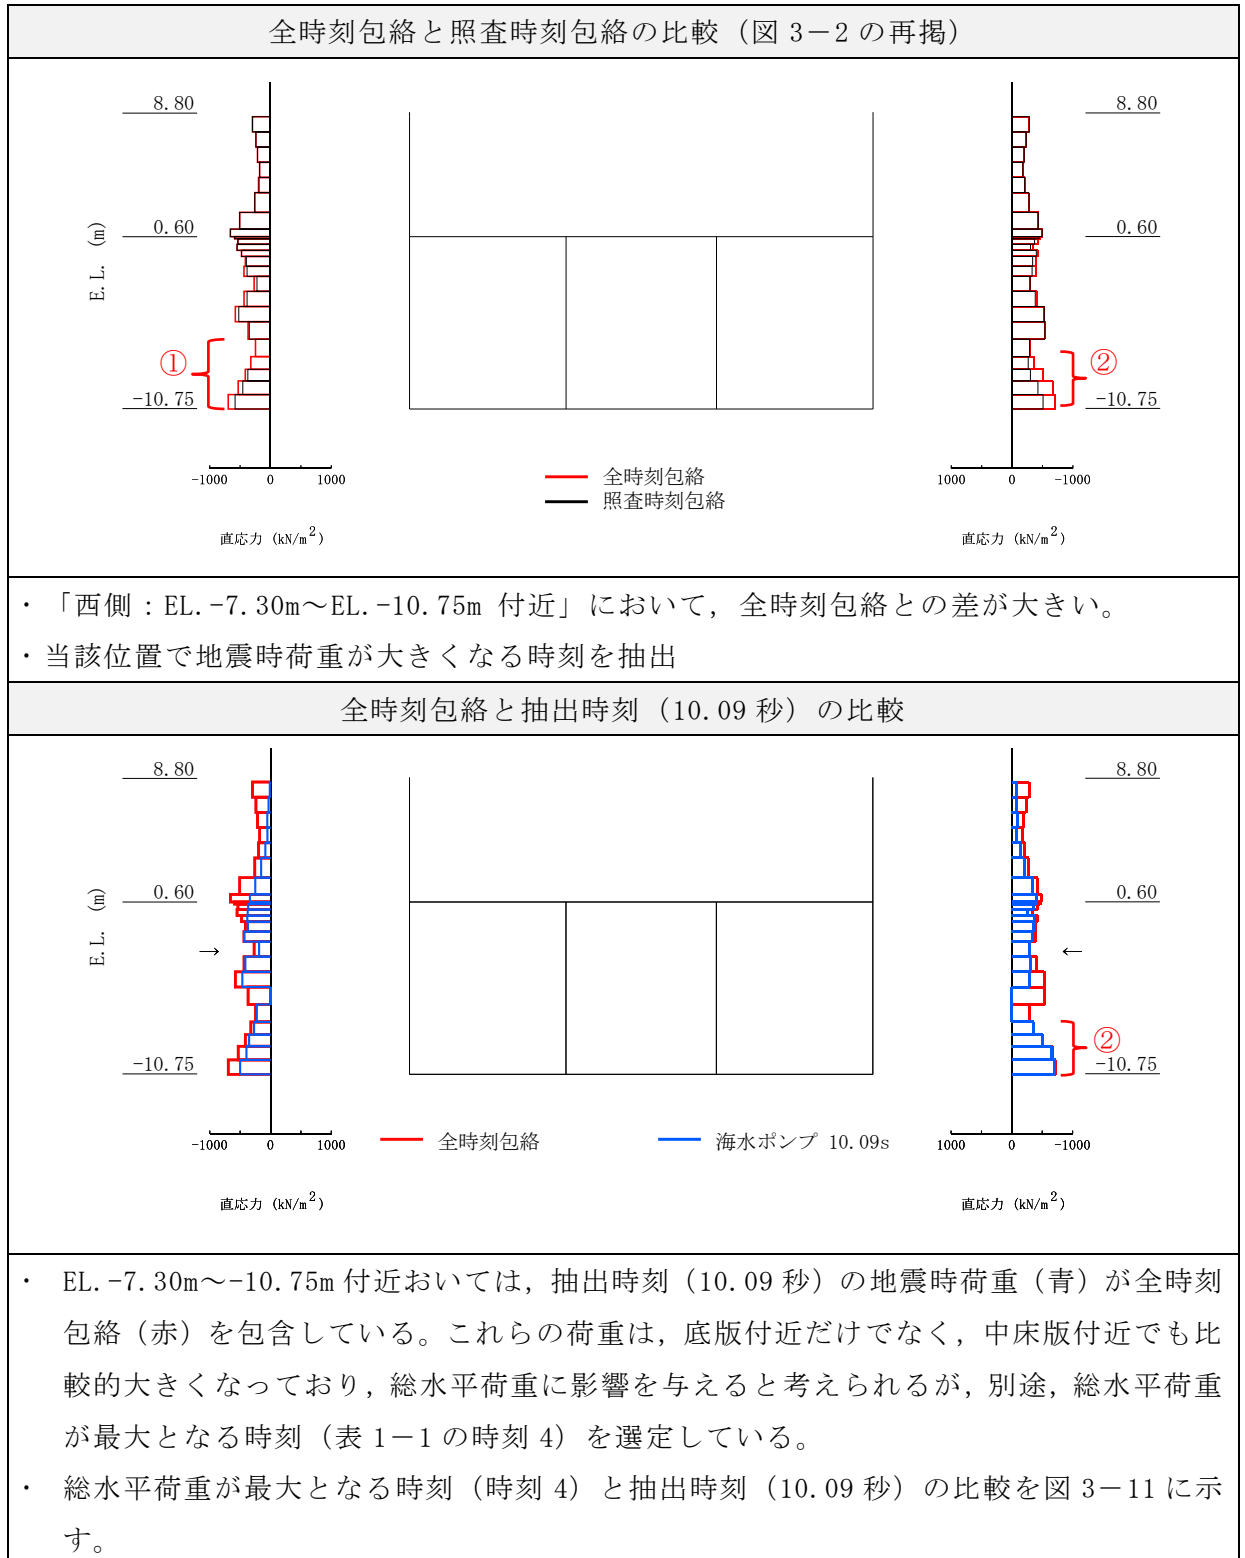 全時刻包絡と照査時刻包絡の比較（図 3－2 の再掲）
8.80
8.80
0.60
0.60
E.L. (m)
①
②
-10.75
-10.75
-1000 0 1000
1000 0 -1000
全時刻包絡
照査時刻包絡
直応力 (kN/m²)
直応力 (kN/m²)
・「西側：EL.-7.30m～EL.-10.75m 付近」において，全時刻包絡との差が大きい。
・当該位置で地震時荷重が大きくなる時刻を抽出
全時刻包絡と抽出時刻（10.09 秒）の比較
8.80
8.80
0.60
0.60
E.L. (m)
→
←
②
-10.75
-10.75
-1000 0 1000
全時刻包絡
海水ポンプ 10.09s
1000 0 -1000
直応力 (kN/m²)
直応力 (kN/m²)
・ EL.-7.30m～-10.75m 付近おいては，抽出時刻（10.09 秒）の地震時荷重（青）が全時刻
包絡（赤）を包含している。これらの荷重は，底版付近だけでなく，中床版付近でも比
較的大きくなっており，総水平荷重に影響を与えると考えられるが，別途，総水平荷重
が最大となる時刻（表 1－1 の時刻 4）を選定している。
・ 総水平荷重が最大となる時刻（時刻 4）と抽出時刻（10.09 秒）の比較を図 3－11 に示
す。